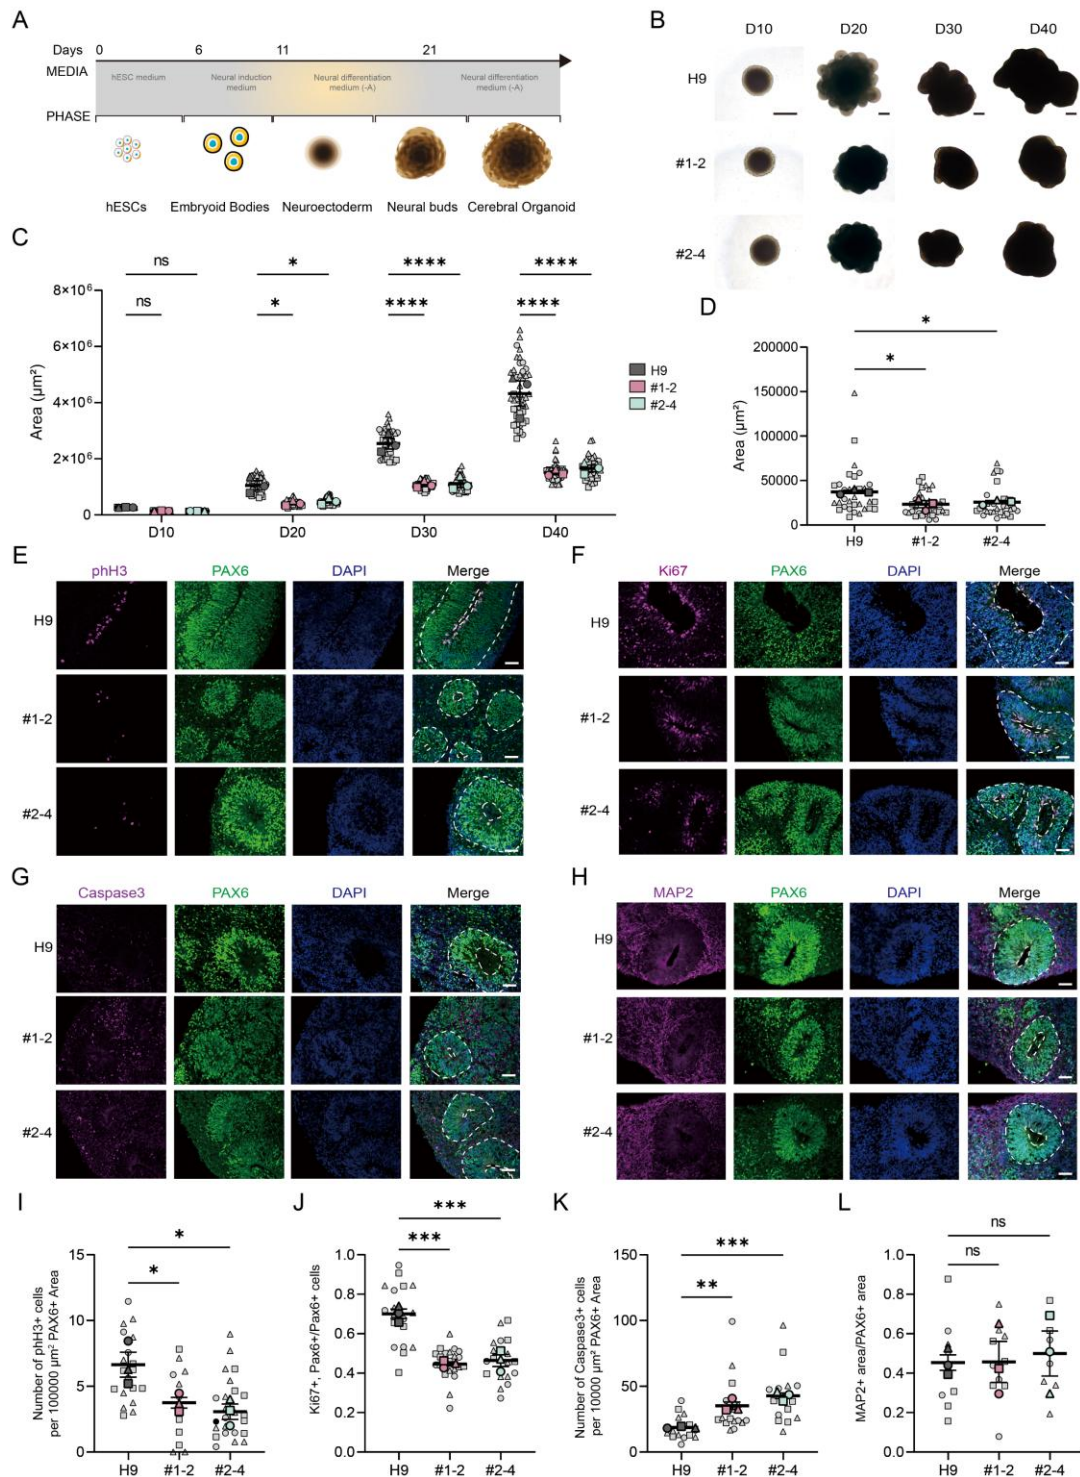 A
Days 0 6 11 21
MEDIA
hESC medium
Neural induction
medium
Neural differentiation
medium (-A)
Neural differentiation
medium (-A)
PHASE
hESCs Embryoid Bodies Neuroectoderm Neural buds Cerebral Organoid
B
D10 D20 D30 D40
H9
#1-2
#2-4
C
ns * **** ****
ns * **** ****
8×10⁶
6×10⁶
4×10⁶
2×10⁶
0
Area (µm²)
D10 D20 D30 D40
H9
#1-2
#2-4
D
*
*
200000
150000
100000
50000
0
Area (µm²)
H9 #1-2 #2-4
E
phH3 PAX6 DAPI Merge
H9
#1-2
#2-4
F
Ki67 PAX6 DAPI Merge
H9
#1-2
#2-4
G
Caspase3 PAX6 DAPI Merge
H9
#1-2
#2-4
H
MAP2 PAX6 DAPI Merge
H9
#1-2
#2-4
I
*
*
15
10
5
0
Number of phH3+ cells
per 100000 µm² PAX6+ Area
H9 #1-2 #2-4
J
***
***
1.0
0.8
0.6
0.4
0.2
0.0
Ki67+, Pax6+/Pax6+ cells
H9 #1-2 #2-4
K
***
**
150
100
50
0
Number of Caspase3+ cells
per 100000 µm² PAX6+ Area
H9 #1-2 #2-4
L
ns
ns
1.0
0.8
0.6
0.4
0.2
0.0
MAP2+ area/PAX6+ area
H9 #1-2 #2-4